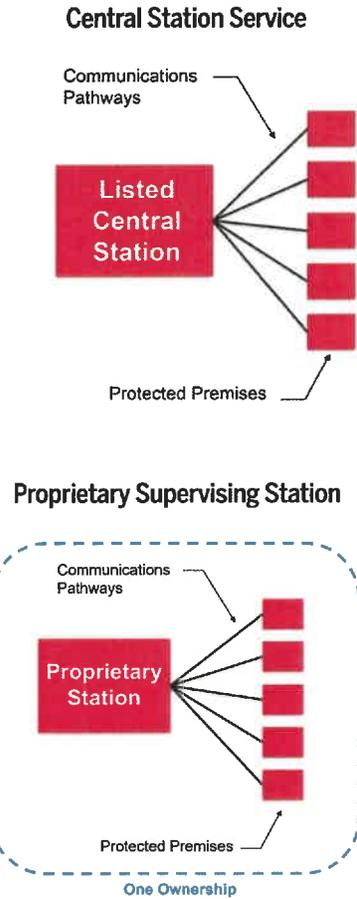 Central Station Service
Communications
Pathways
Listed
Central
Station
Protected Premises
Proprietary Supervising Station
Communications
Pathways
Proprietary
Station
Protected Premises
One Ownership